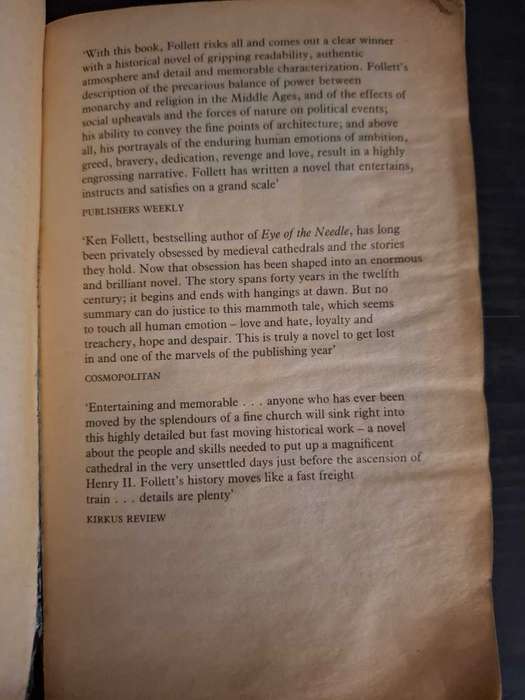 ‘With this book, Follett risks all and comes out a clear winner
with a historical novel of gripping readability, authentic
atmosphere and detail and memorable characterization. Follett’s
description of the precarious balance of power between
monarchy and religion in the Middle Ages, and of the effects of
social upheavals and the forces of nature on political events;
his ability to convey the fine points of architecture; and above
all, his portrayals of the enduring human emotions of ambition,
greed, bravery, dedication, revenge and love, result in a highly
engrossing narrative. Follett has written a novel that entertains,
instructs and satisfies on a grand scale’
PUBLISHERS WEEKLY
‘Ken Follett, bestselling author of Eye of the Needle, has long
been privately obsessed by medieval cathedrals and the stories
they hold. Now that obsession has been shaped into an enormous
and brilliant novel. The story spans forty years in the twelfth
century; it begins and ends with hangings at dawn. But no
summary can do justice to this mammoth tale, which seems
to touch all human emotion – love and hate, loyalty and
treachery, hope and despair. This is truly a novel to get lost
in and one of the marvels of the publishing year’
COSMOPOLITAN
‘Entertaining and memorable . . . anyone who has ever been
moved by the splendours of a fine church will sink right into
this highly detailed but fast moving historical work – a novel
about the people and skills needed to put up a magnificent
cathedral in the very unsettled days just before the ascension of
Henry II. Follett’s history moves like a fast freight
train . . . details are plenty’
KIRKUS REVIEW